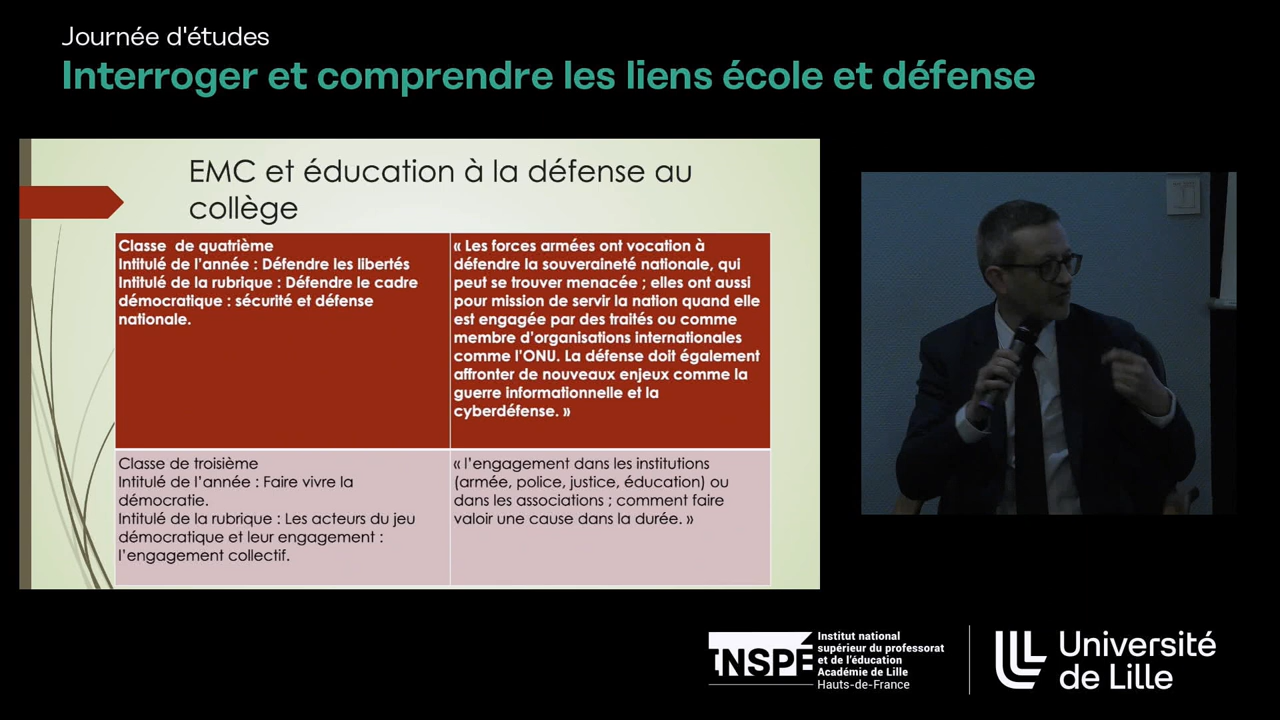 Journée d'études
Interroger et comprendre les liens école et défense
EMC et éducation à la défense au
collège
Classe de quatrième
Intitulé de l'année : Défendre les libertés
Intitulé de la rubrique : Défendre le cadre
démocratique : sécurité et défense
nationale.
« Les forces armées ont vocation à
défendre la souveraineté nationale, qui
peut se trouver menacée ; elles ont aussi
pour mission de servir la nation quand elle
est engagée par des traités ou comme
membre d'organisations internationales
comme l'ONU. La défense doit également
affronter de nouveaux enjeux comme la
guerre informationnelle et la
cyberdéfense. »
Classe de troisième
Intitulé de l'année : Faire vivre la
démocratie.
Intitulé de la rubrique : Les acteurs du jeu
démocratique et leur engagement :
l'engagement collectif.
« l'engagement dans les institutions
(armée, police, justice, éducation) ou
dans les associations ; comment faire
valoir une cause dans la durée. »
INSPÉ
Institut national
supérieur du professorat
et de l'éducation
Académie de Lille
Hauts-de-France
Université
de Lille